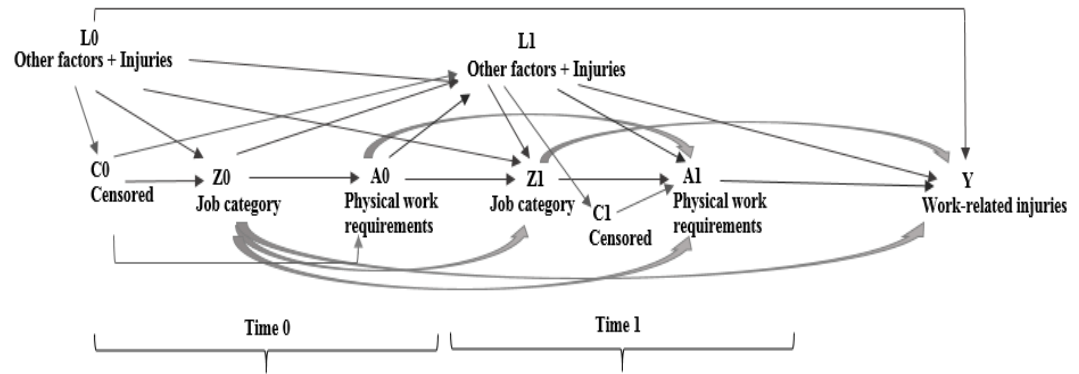 L0
Other factors + Injuries
L1
Other factors + Injuries
C0
Censored
Z0
Job category
A0
Physical work
requirements
Z1
Job category
C1
Censored
A1
Physical work
requirements
Y
Work-related injuries
Time 0
Time 1